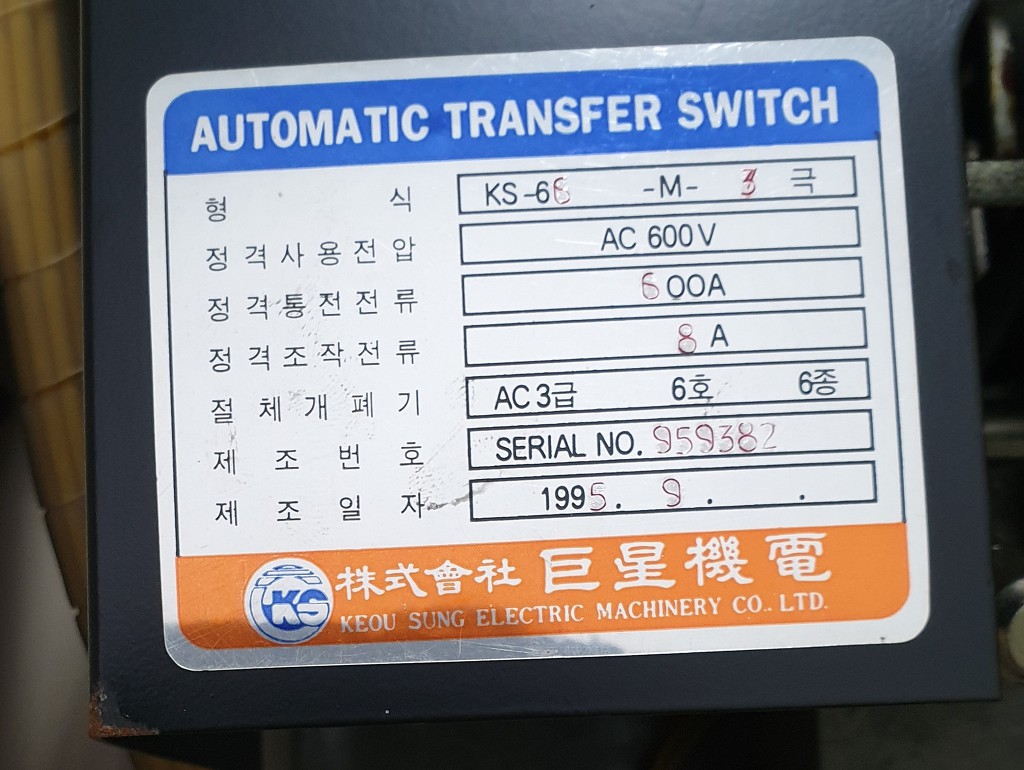 AUTOMATIC TRANSFER SWITCH
형 식 KS-66 -M- 3 극
정격사용전압 AC 600V
정격통전전류 600A
정격조작전류 8 A
절체개폐기 AC3급 6호 6종
제조번호 SERIAL NO. 959382
제조일자 1995. 9 . .
KS 株式會社 巨星機電
KEOU SUNG ELECTRIC MACHINERY CO., LTD.